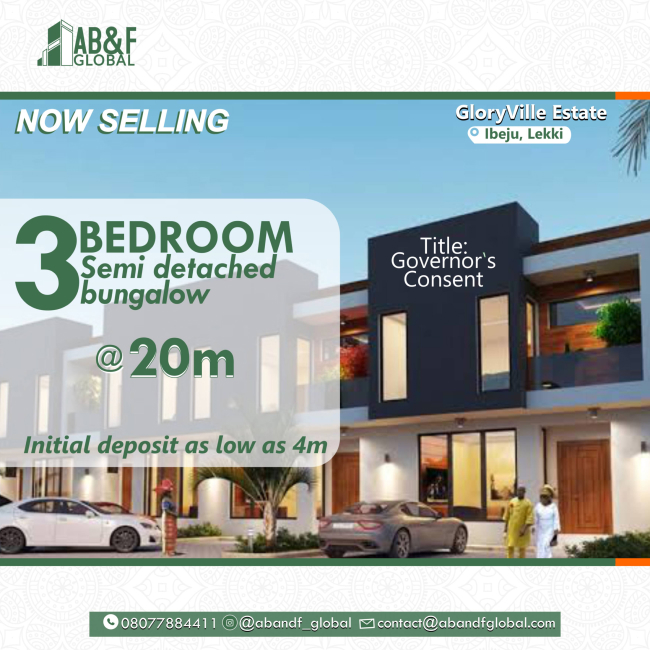 AB&F
GLOBAL
NOW SELLING
GloryVille Estate
Ibeju, Lekki
3 BEDROOM
Semi detached
bungalow
@ 20m
Initial deposit as low as 4m
Title:
Governor`s
Consent
08077884411 @abandf_global contact@abandfglobal.com